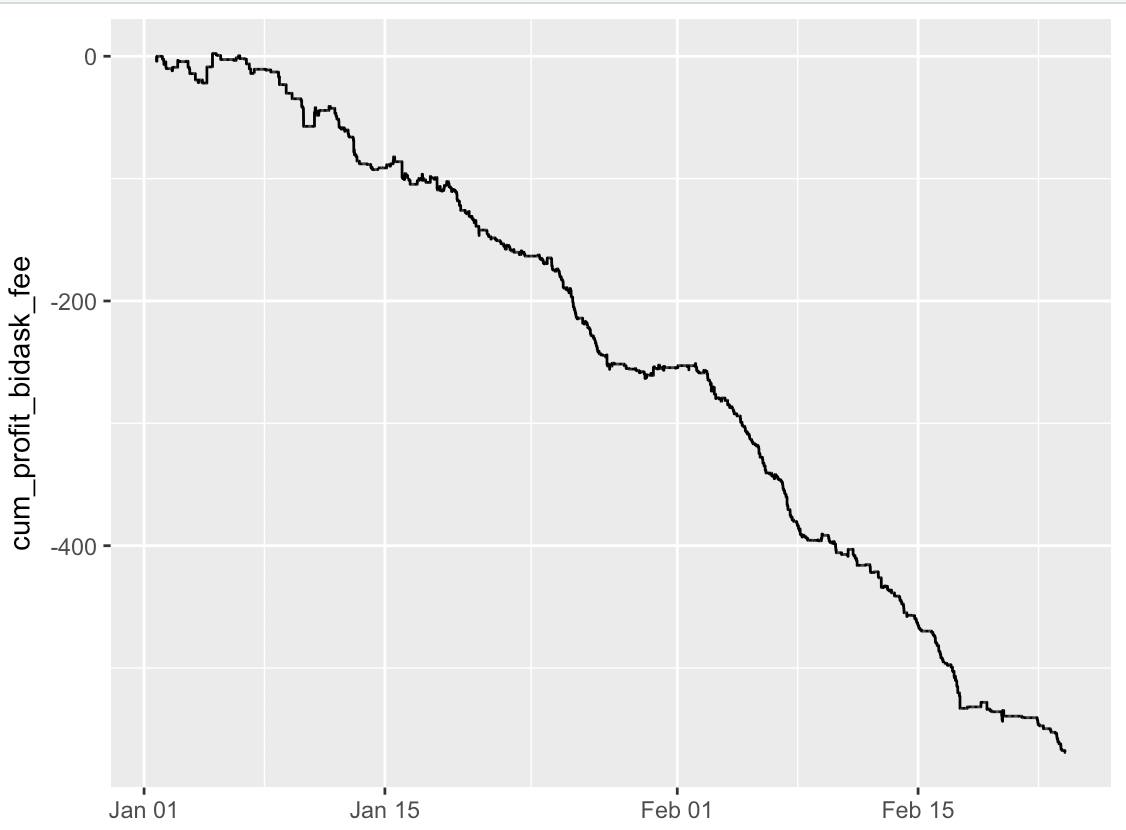 cum_profit_bidask_fee
0
-200
-400
Jan 01
Jan 15
Feb 01
Feb 15